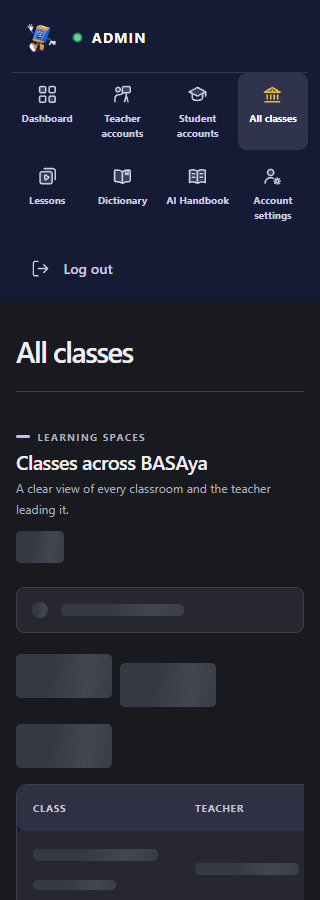 ADMIN
Dashboard
Teacher accounts
Student accounts
All classes
Lessons
Dictionary
AI Handbook
Account settings
Log out
All classes
LEARNING SPACES
Classes across BASAya
A clear view of every classroom and the teacher
leading it.
CLASS TEACHER